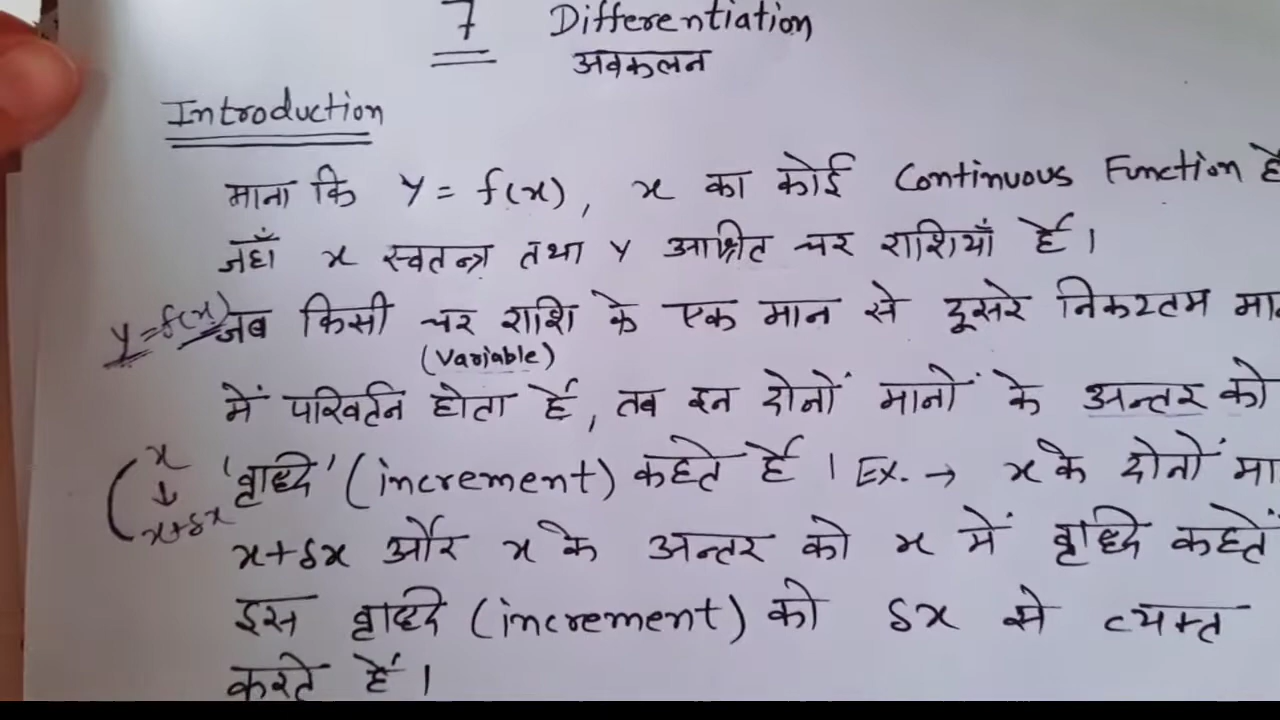 7 Differentiation
अवकलन
Introduction
माना कि y = f(x), x का कोई Continuous Function है
जहाँ x स्वतन्त्र तथा y आश्रित चर राशियाँ हैं।
y=f(x) जब किसी चर राशि के एक मान से दूसरे निकटतम मान
(Variable)
में परिवर्तन होता है, तब इन दोनों मानों के अन्तर को
'वृद्धि' (increment) कहते हैं। Ex. → x के दोनों मा
(x ↓ x+δx
x+δx और x के अन्तर को x में वृद्धि कहते
इस वृद्धि (increment) को δx से व्यक्त
करते हैं।